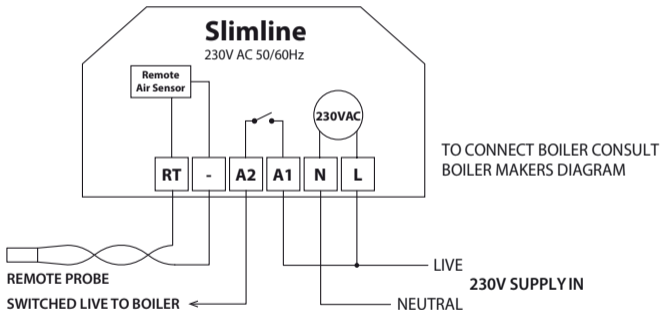 Slimline
230V AC 50/60Hz
Remote
Air Sensor
230VAC
RT
-
A2
A1
N
L
TO CONNECT BOILER CONSULT
BOILER MAKERS DIAGRAM
REMOTE PROBE
LIVE
230V SUPPLY IN
SWITCHED LIVE TO BOILER
NEUTRAL